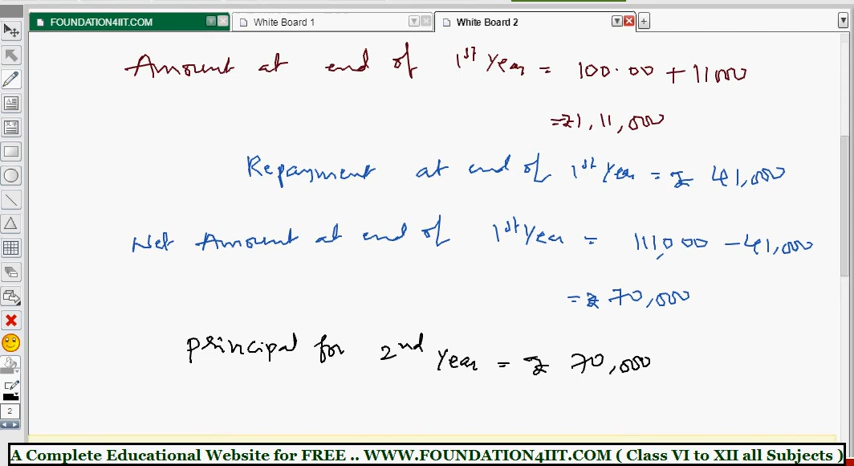 FOUNDATION4IIT.COM
White Board 1
White Board 2
Amount at end of 1st Year = 100.00 + 11000
= ₹1,11,000
Repayment at end of 1st Year = ₹ 41,000
Net Amount at end of 1st Year = 111,000 - 41,000
= ₹ 70,000
principal for 2nd Year = ₹ 70,000
2
A Complete Educational Website for FREE .. WWW.FOUNDATION4IIT.COM ( Class VI to XII all Subjects )